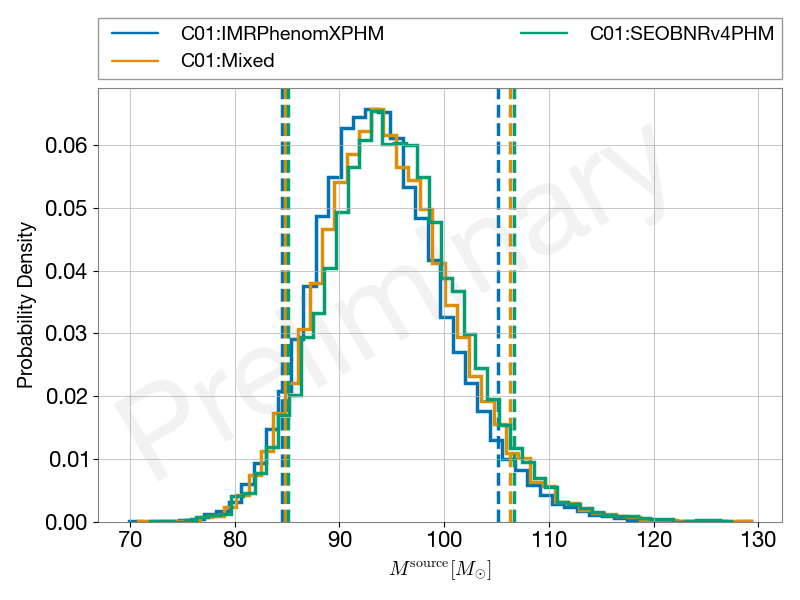 C01:IMRPhenomXPHM
C01:Mixed
C01:SEOBNRv4PHM
Preliminary
Probability Density
0.06
0.05
0.04
0.03
0.02
0.01
0.00
70 80 90 100 110 120 130
M^source [M_⊙]